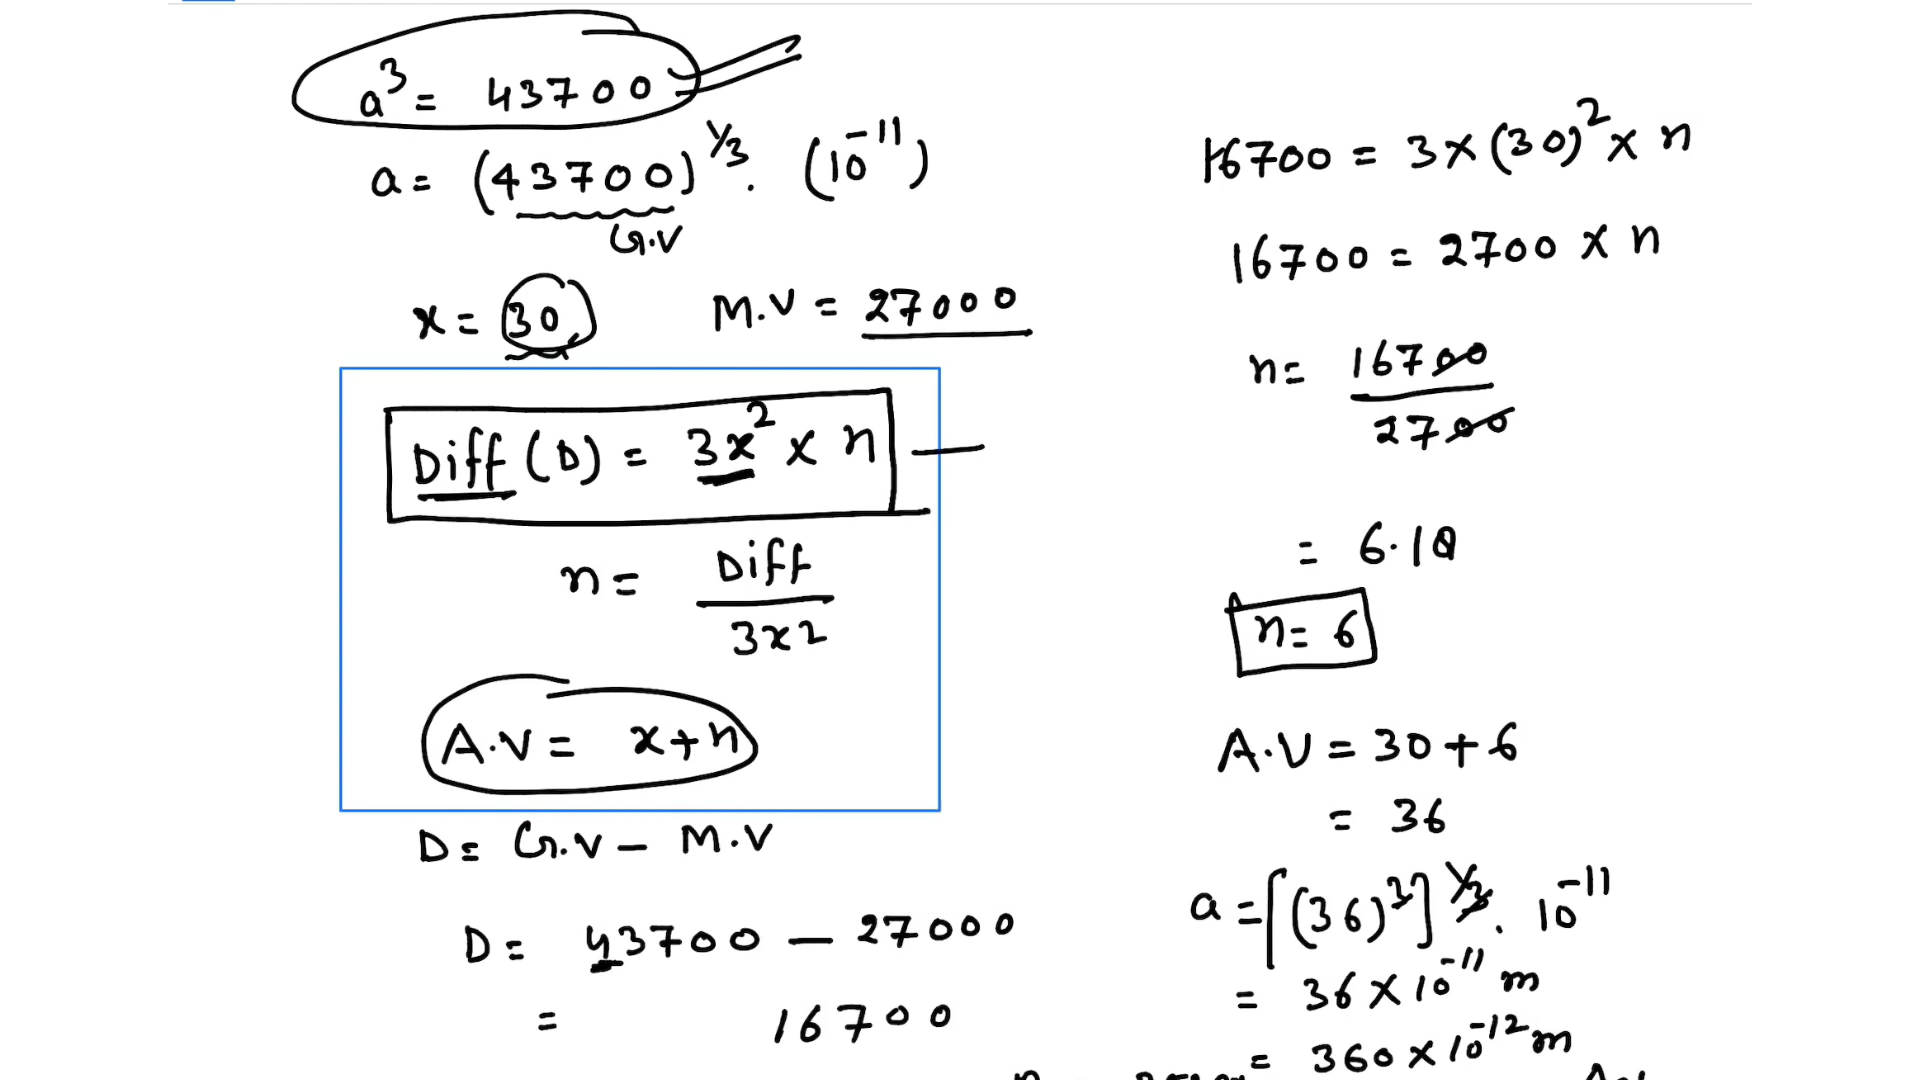 a³ = 43700
a = (43700)^1/3 . (10^-11)
G.V
x = 30 M.V = 27000
Diff (D) = 3x² × n
n = Diff / 3x2
A.V = x+n
D = G.V − M.V
D = 43700 − 27000
= 16700
16700 = 3×(30)² × n
16700 = 2700 × n
n = 16700 / 2700
= 6.18
n = 6
A.V = 30 + 6
= 36
a = [(36)³]^1/3 . 10^-11
= 36 × 10^-11 m
= 360 × 10^-12 m